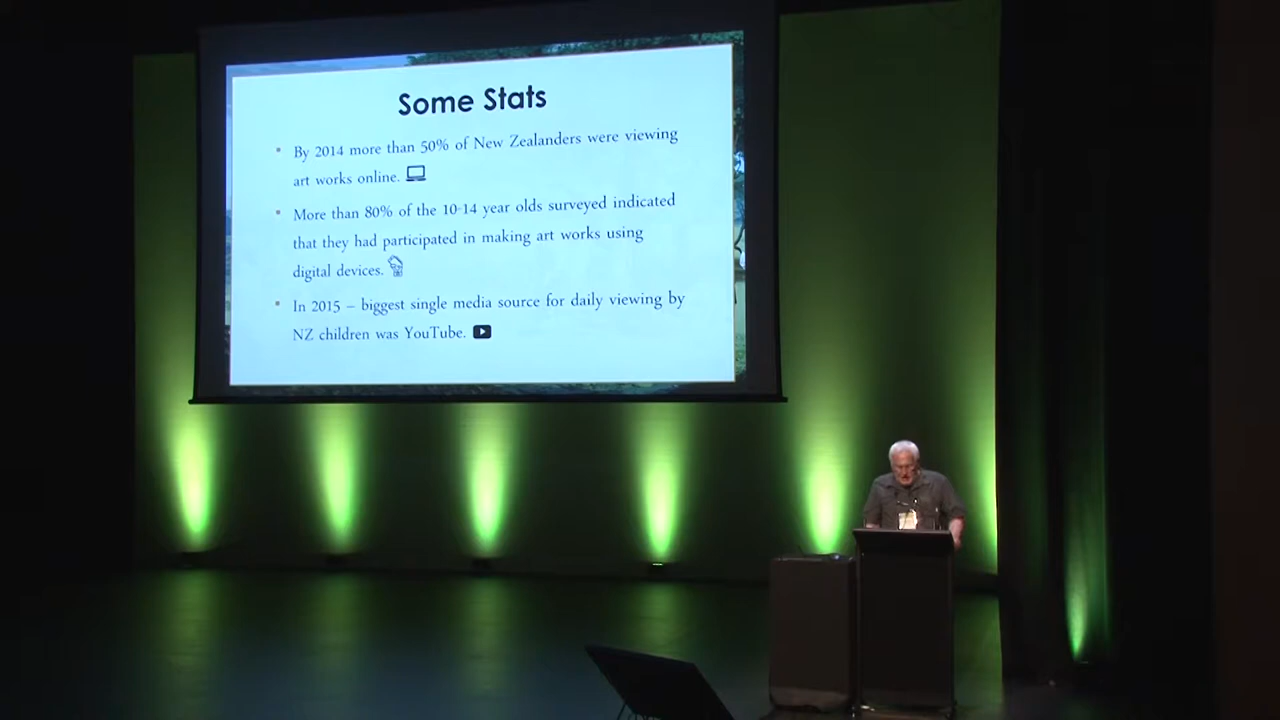 Some Stats
By 2014 more than 50% of New Zealanders were viewing
art works online.
More than 80% of the 10-14 year olds surveyed indicated
that they had participated in making art works using
digital devices.
In 2015 – biggest single media source for daily viewing by
NZ children was YouTube.